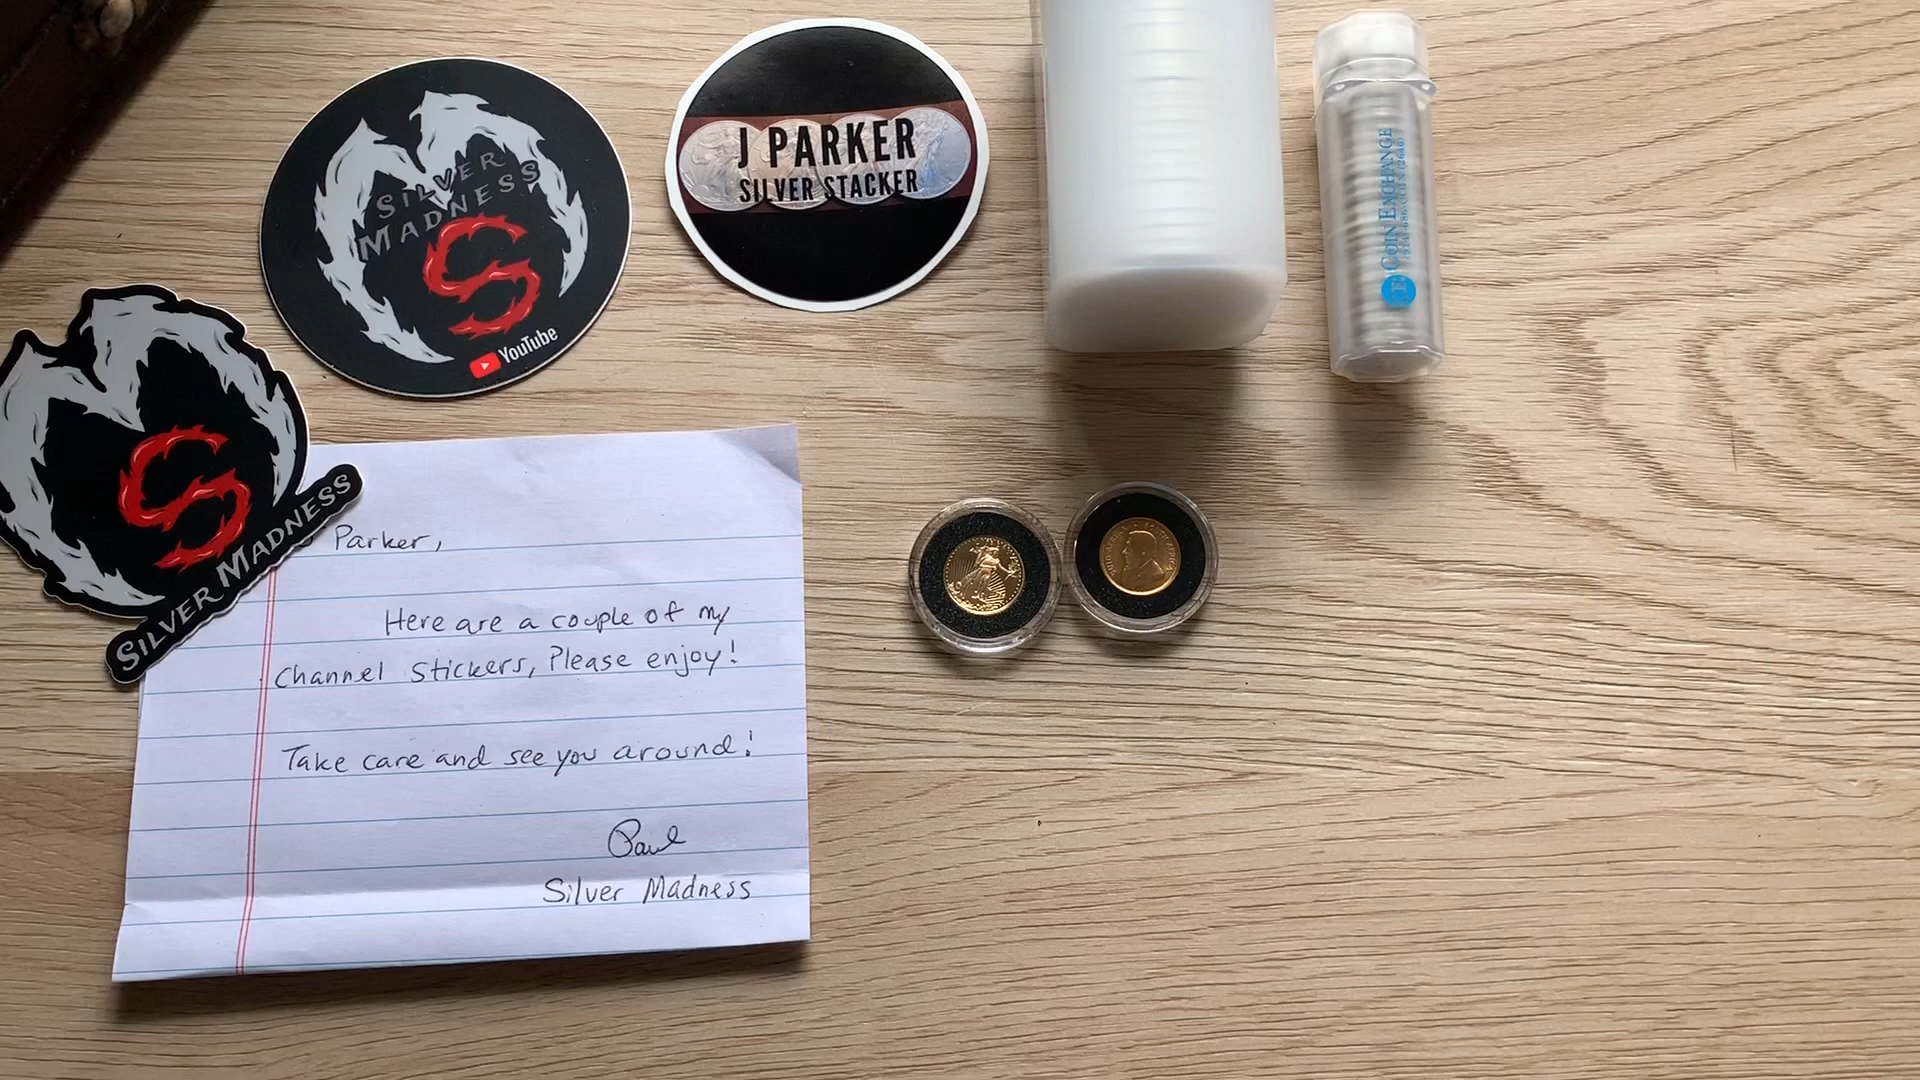 SILVER
MADNESS
S
YouTube
J PARKER
SILVER STACKER
COIN EXCHANGE
S
SILVER MADNESS
Parker,
Here are a couple of my
channel stickers, Please enjoy!
Take care and see you around!
Paul
Silver Madness